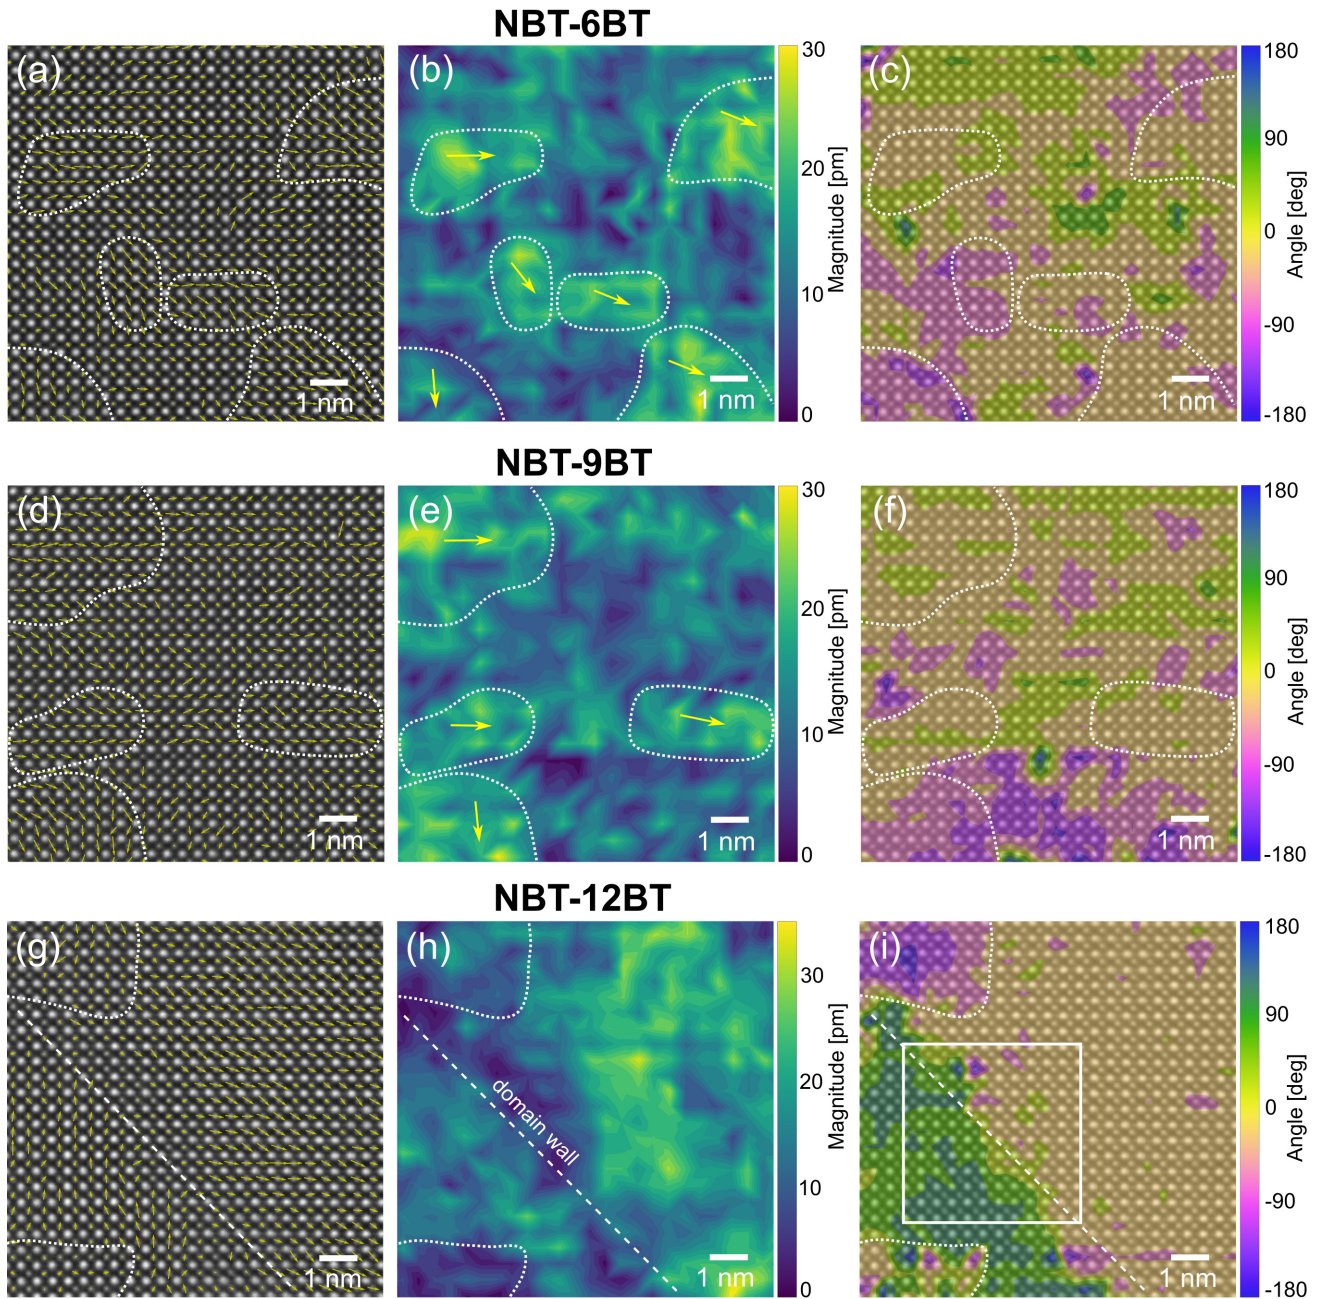 NBT-6BT
(a)
1 nm
(b)
1 nm
30
20
10
0
Magnitude [pm]
(c)
1 nm
180
90
0
-90
-180
Angle [deg]
NBT-9BT
(d)
1 nm
(e)
1 nm
30
20
10
0
Magnitude [pm]
(f)
1 nm
180
90
0
-90
-180
Angle [deg]
NBT-12BT
(g)
1 nm
(h)
domain wall
1 nm
30
20
10
0
Magnitude [pm]
(i)
1 nm
180
90
0
-90
-180
Angle [deg]